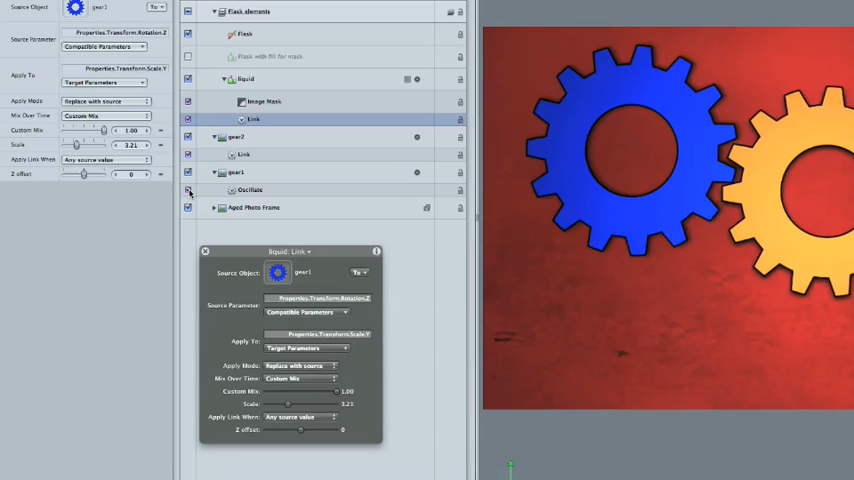 Source Object: gear1 To
Source Parameter: Properties.Transform.Rotation.Z
Compatible Parameters
Apply To: Properties.Transform.Scale.Y
Target Parameters
Apply Mode: Replace with source
Mix Over Time: Custom Mix
Custom Mix: 1.00
Scale: 3.21
Apply Link When: Any source value
Z offset: 0
Flask elements
Flask
Flask with fill for mask
liquid
Image Mask
Link
gear2
Link
gear1
Oscillate
Aged Photo Frame
liquid: Link
Source Object: gear1 To
Source Parameter: Properties.Transform.Rotation.Z
Compatible Parameters
Apply To: Properties.Transform.Scale.Y
Target Parameters
Apply Mode: Replace with source
Mix Over Time: Custom Mix
Custom Mix: 1.00
Scale: 3.21
Apply Link When: Any source value
Z offset: 0